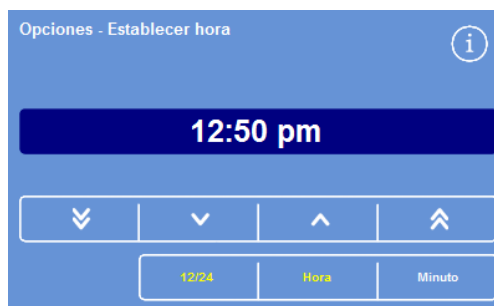 Opciones - Establecer hora
i
12:50 pm
12/24 Hora Minuto